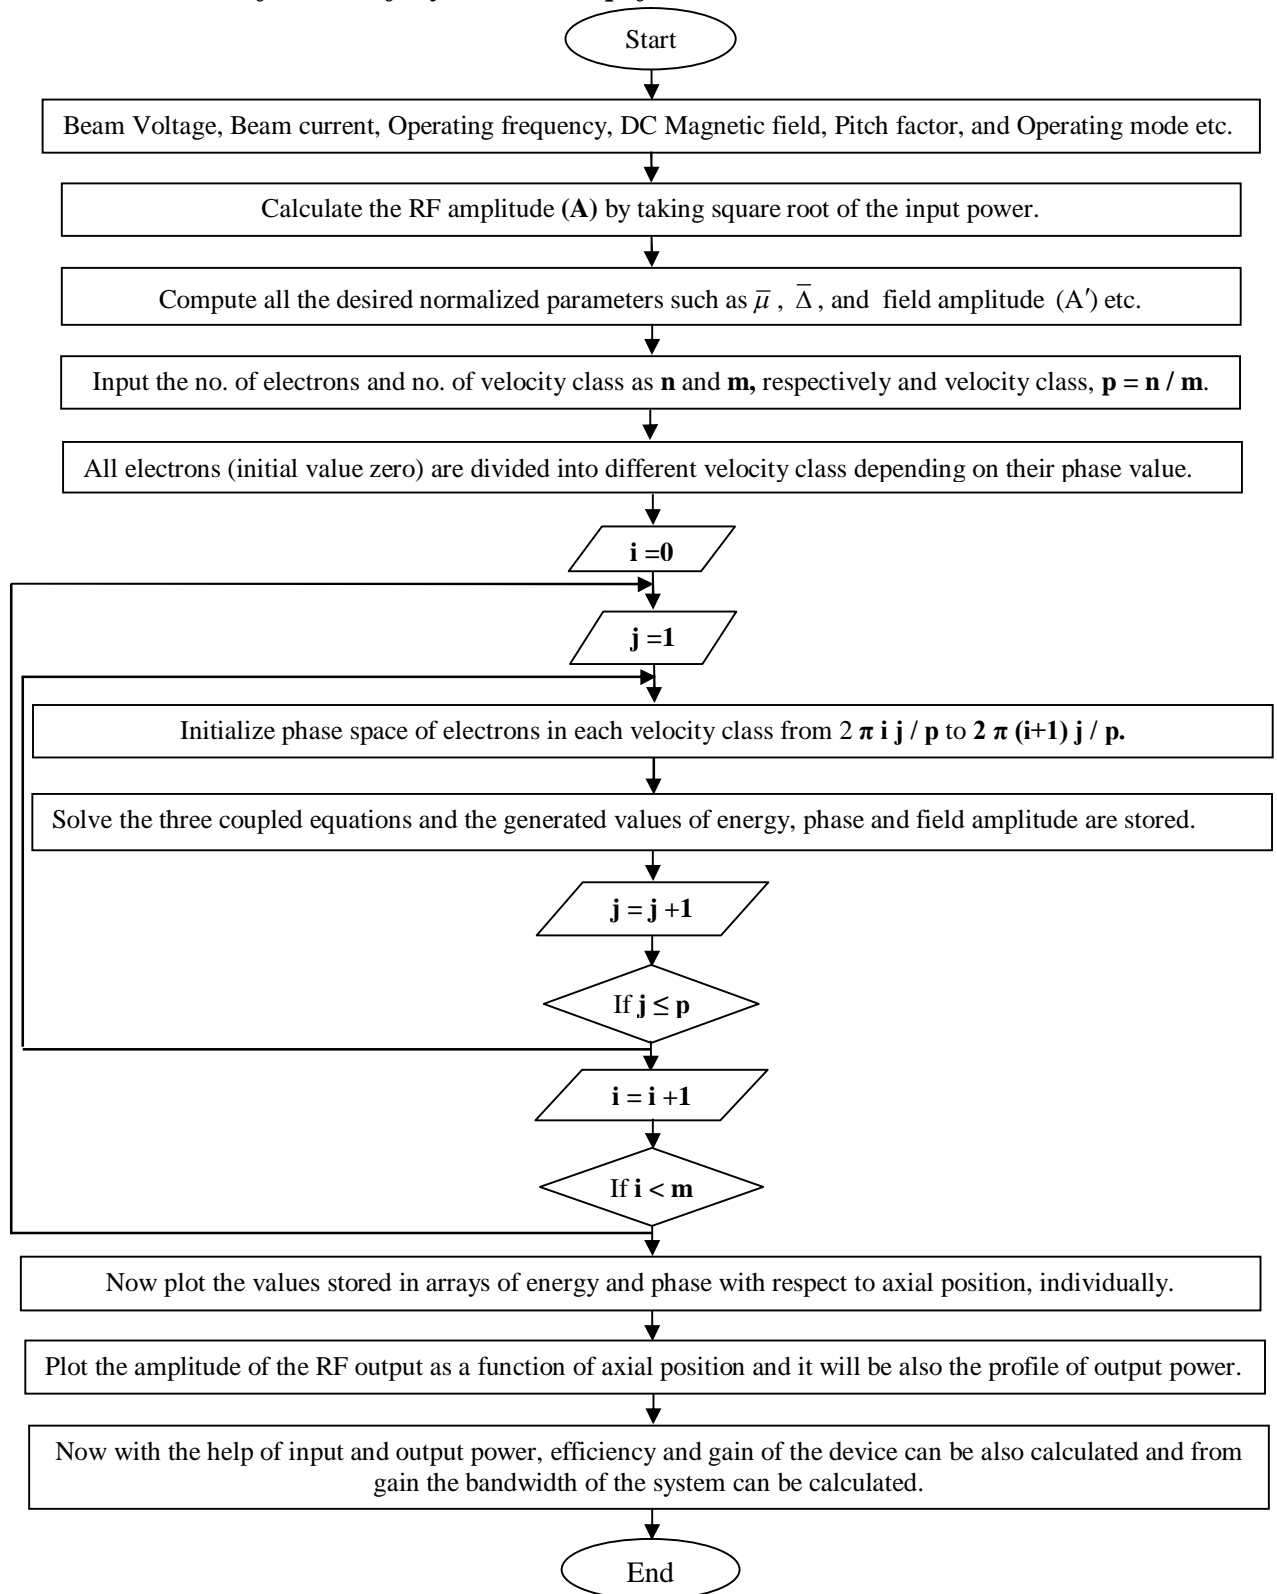 Start
Beam Voltage, Beam current, Operating frequency, DC Magnetic field, Pitch factor, and Operating mode etc.
Calculate the RF amplitude (A) by taking square root of the input power.
Compute all the desired normalized parameters such as μ̅ , Δ̅ , and field amplitude (A′) etc.
Input the no. of electrons and no. of velocity class as n and m, respectively and velocity class, p = n / m.
All electrons (initial value zero) are divided into different velocity class depending on their phase value.
i =0
j =1
Initialize phase space of electrons in each velocity class from 2 π i j / p to 2 π (i+1) j / p.
Solve the three coupled equations and the generated values of energy, phase and field amplitude are stored.
j = j +1
If j ≤ p
i = i +1
If i < m
Now plot the values stored in arrays of energy and phase with respect to axial position, individually.
Plot the amplitude of the RF output as a function of axial position and it will be also the profile of output power.
Now with the help of input and output power, efficiency and gain of the device can be also calculated and from
gain the bandwidth of the system can be calculated.
End